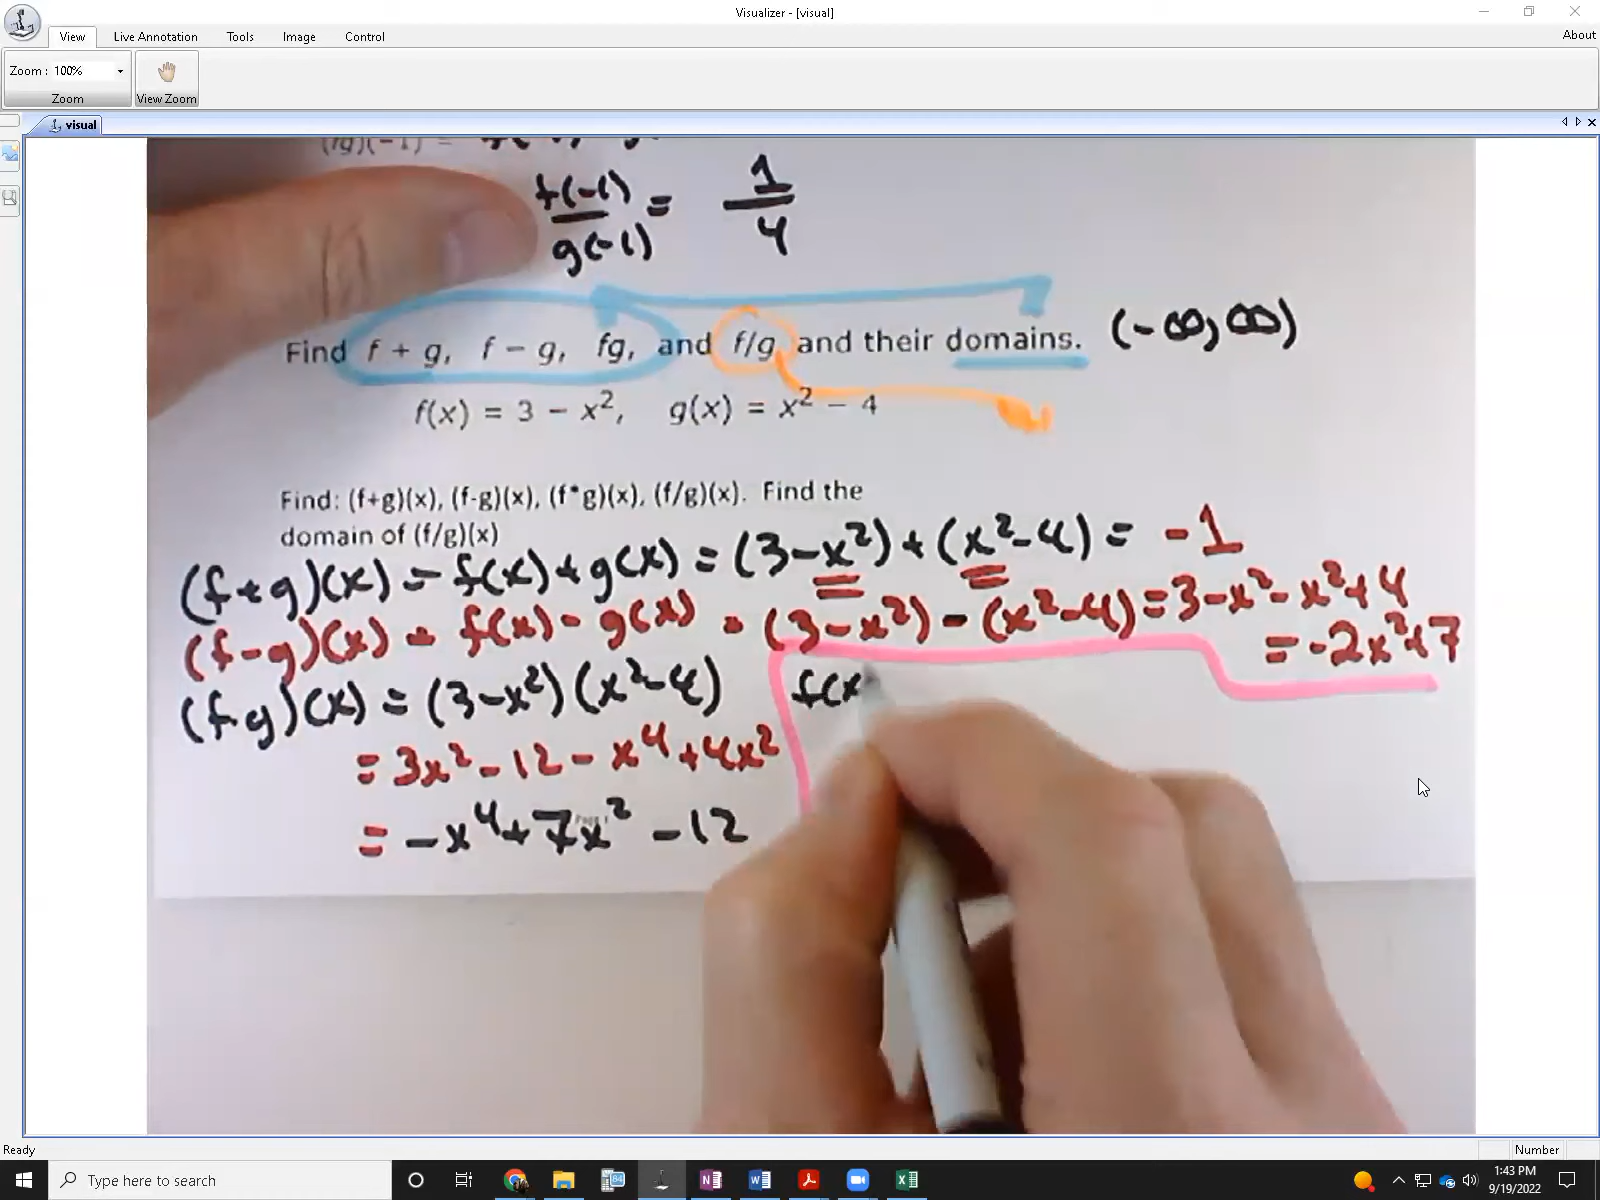 Visualizer - [visual]
View Live Annotation Tools Image Control About
Zoom : 100%
Zoom View Zoom
visual
(fg)(-1) =
f(-1)/g(-1) = 1/4
Find f + g, f − g, fg, and f/g and their domains. (-∞,∞)
f(x) = 3 − x², g(x) = x² − 4
Find: (f+g)(x), (f-g)(x), (f*g)(x), (f/g)(x). Find the
domain of (f/g)(x)
(f+g)(x) = f(x)+g(x) = (3-x²)+(x²-4) = -1
(f-g)(x) = f(x)-g(x) = (3-x²)-(x²-4)=3-x²-x²+4
= -2x²+7
(f·g)(x) = (3-x²)(x²-4) f(x
= 3x²-12-x⁴+4x²
= -x⁴+7x²-12
Ready Number
Type here to search 1:43 PM
9/19/2022